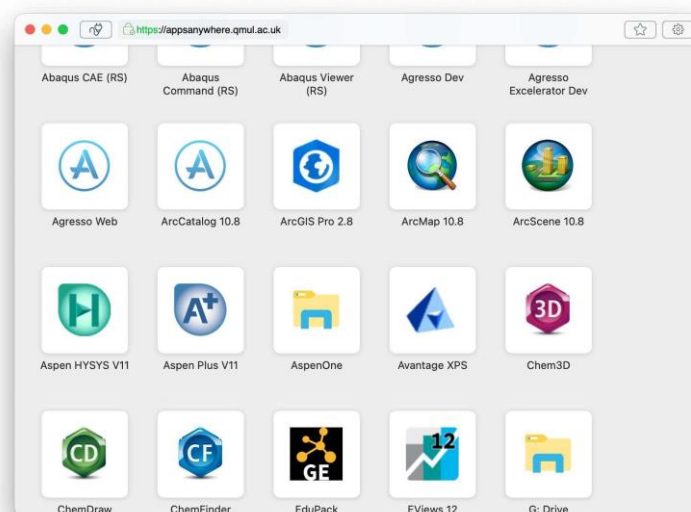 https://appsanywhere.qmul.ac.uk
Abaqus CAE (RS)
Abaqus
Command (RS)
Abaqus Viewer
(RS)
Agresso Dev
Agresso
Excelerator Dev
Agresso Web
ArcCatalog 10.8
ArcGIS Pro 2.8
ArcMap 10.8
ArcScene 10.8
H
A+
3D
Aspen HYSYS V11
Aspen Plus V11
AspenOne
Avantage XPS
Chem3D
CD
CF
GE
12
ChemDraw
ChemFinder
EduPack
EViews 12
G: Drive